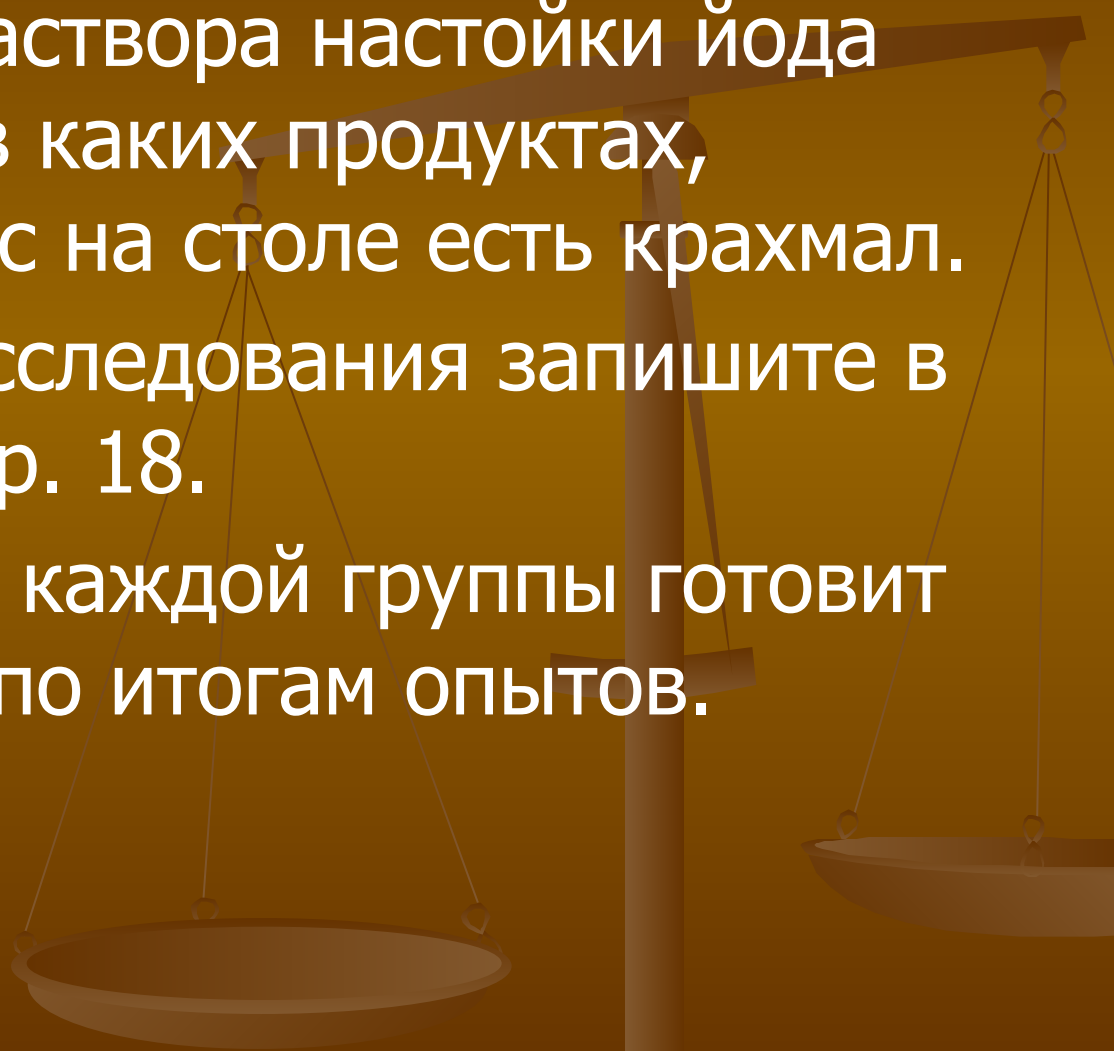 аствора настойки йода
в каких продуктах,
с на столе есть крахмал.
сследования запишите в
р. 18.
каждой группы готовит
по итогам опытов.